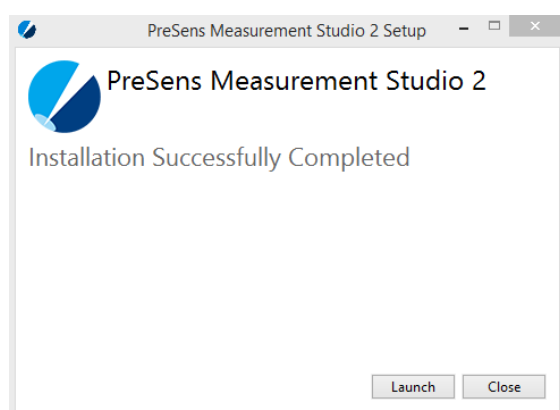 PreSens Measurement Studio 2 Setup
PreSens Measurement Studio 2
Installation Successfully Completed
Launch Close